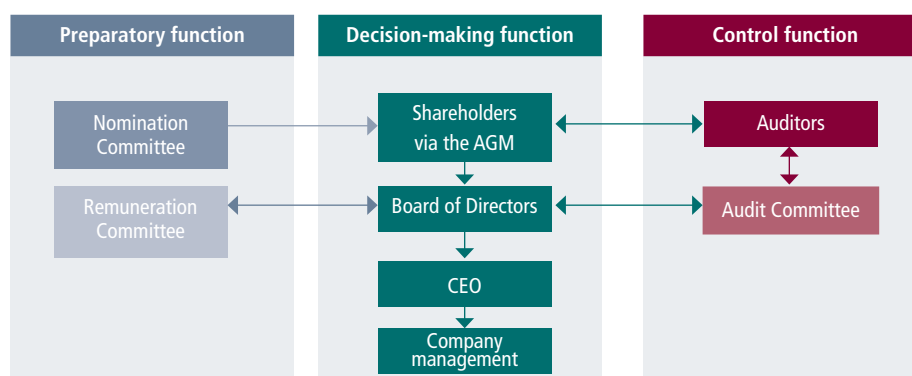 Preparatory function
Decision-making function
Control function
Nomination
Committee
Shareholders
via the AGM
Auditors
Remuneration
Committee
Board of Directors
Audit Committee
CEO
Company
management